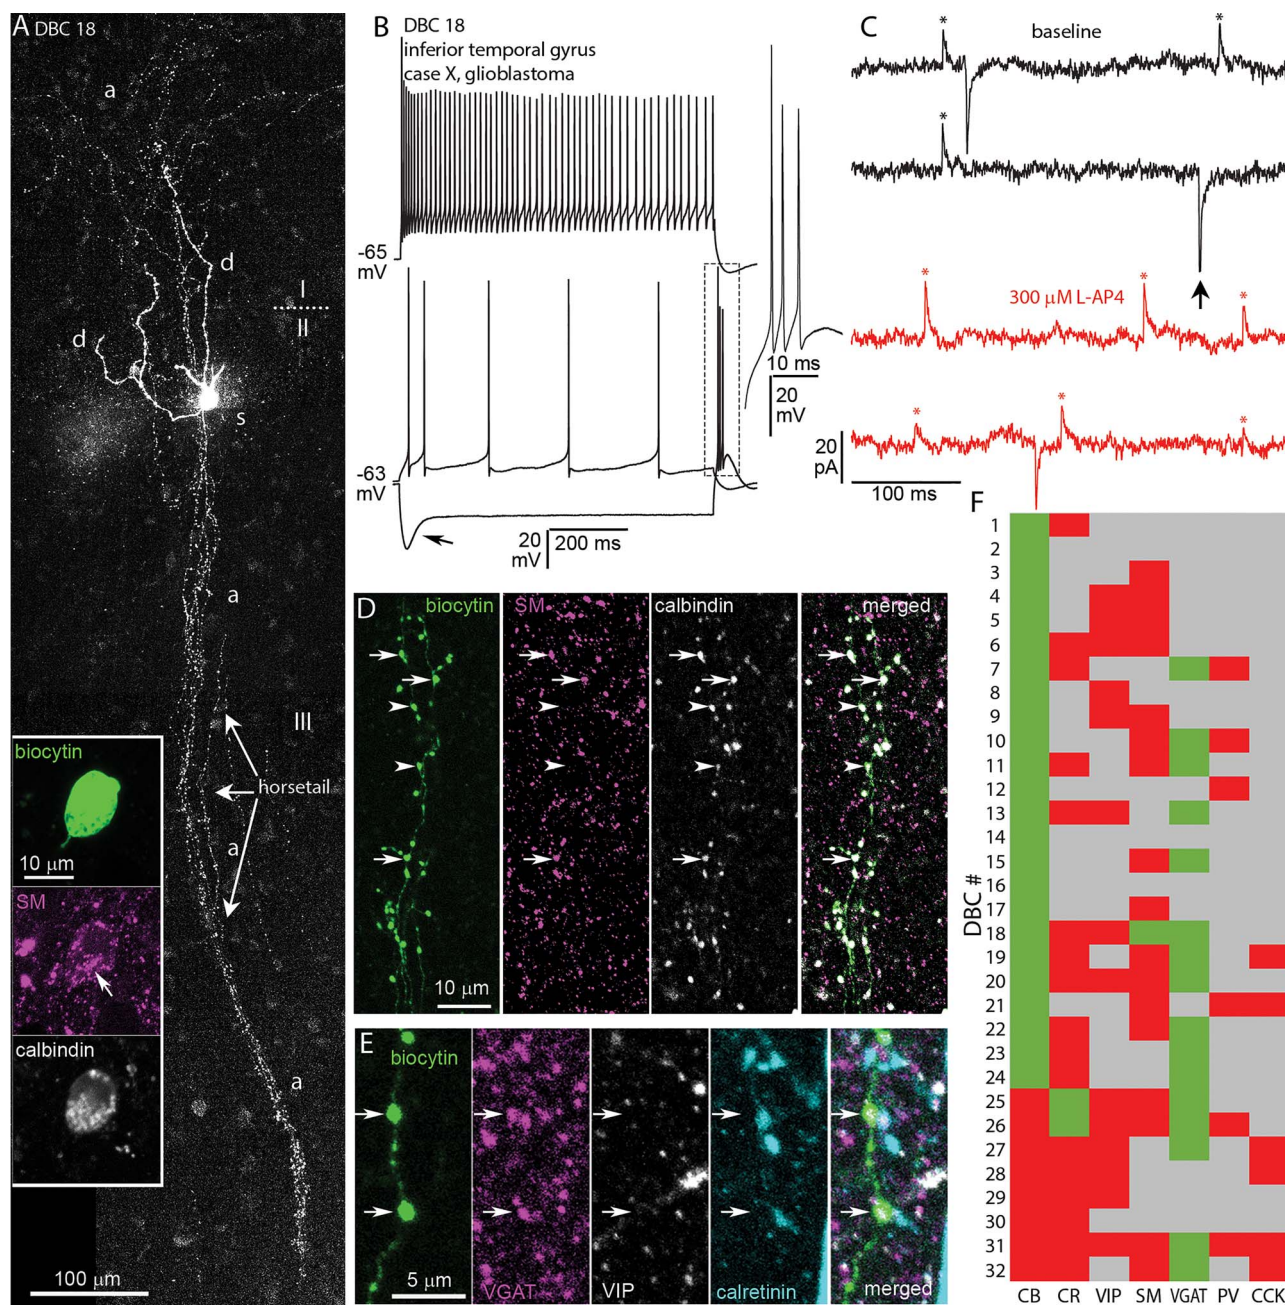 A DBC 18
a
d
I
II
d
s
a
III
horsetail
a
a
biocytin
10 μm
SM
calbindin
100 μm
B DBC 18
inferior temporal gyrus
case X, glioblastoma
-65
mV
-63
mV
20
mV
200 ms
10 ms
20
mV
C
baseline
*
*
*
*
300 μM L-AP4
*
*
*
*
*
20
pA
100 ms
D
biocytin
SM
calbindin
merged
10 μm
E
biocytin
5 μm
VGAT
VIP
calretinin
merged
F
DBC #
1
2
3
4
5
6
7
8
9
10
11
12
13
14
15
16
17
18
19
20
21
22
23
24
25
26
27
28
29
30
31
32
CB CR VIP SM VGAT PV CCK